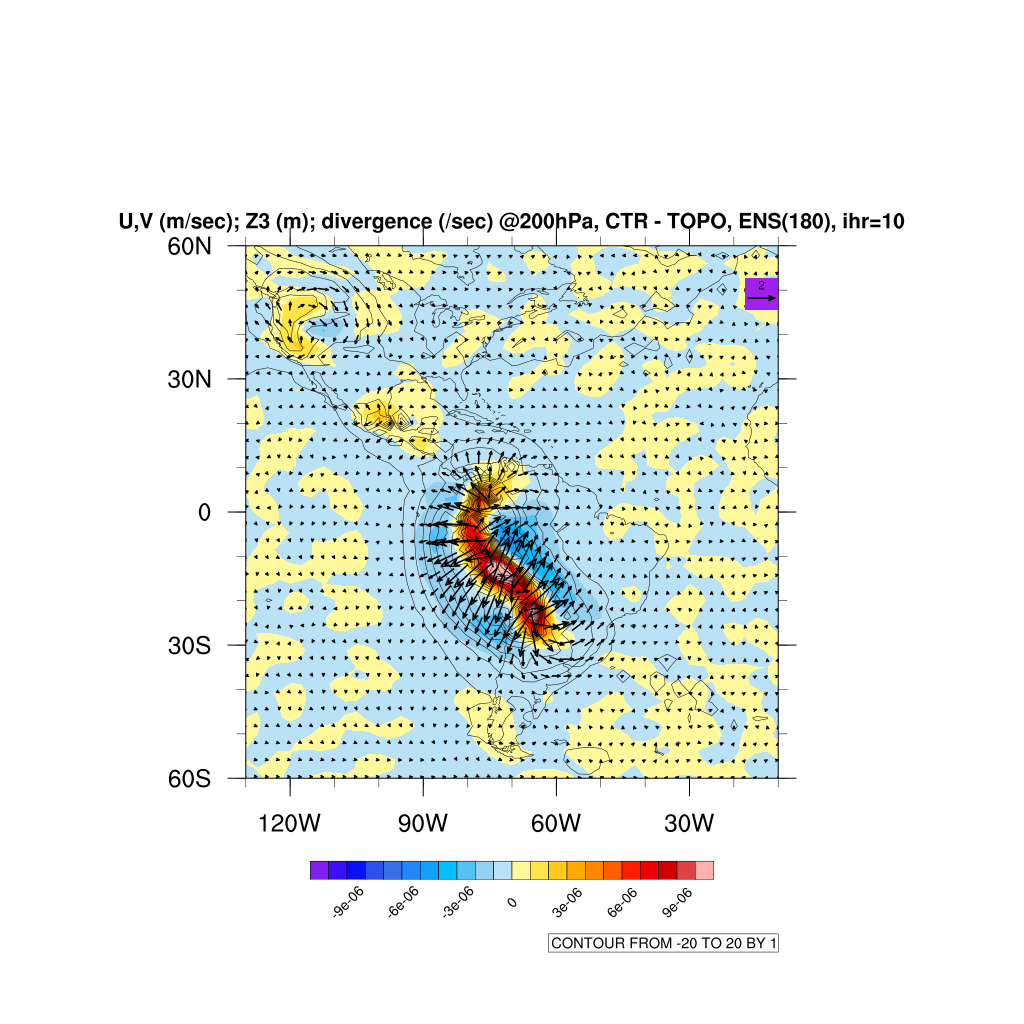 U,V (m/sec); Z3 (m); divergence (/sec) @200hPa, CTR - TOPO, ENS(180), ihr=10
60N
2
30N
0
30S
60S
120W 90W 60W 30W
-9e-06 -6e-06 -3e-06 0 3e-06 6e-06 9e-06
CONTOUR FROM -20 TO 20 BY 1